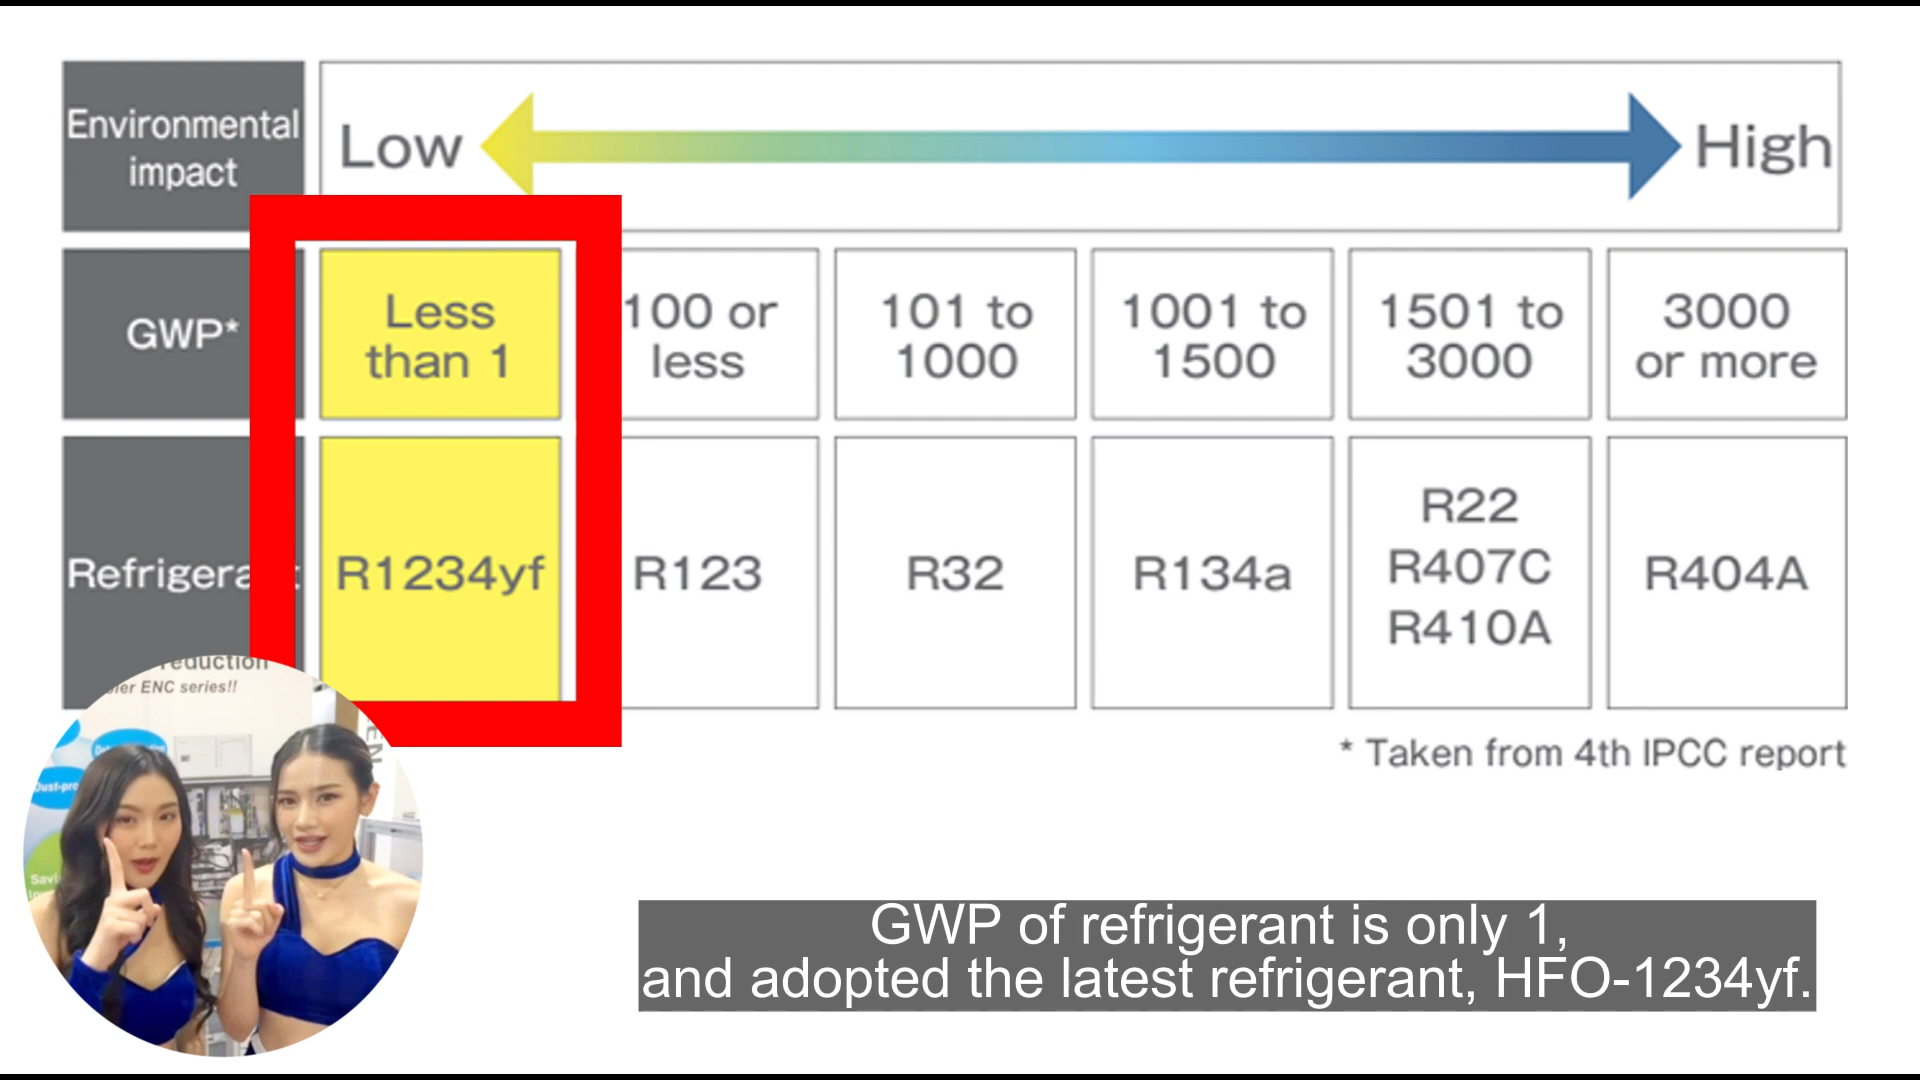 Environmental
impact
Low
High
GWP*
Less
than 1
100 or
less
101 to
1000
1001 to
1500
1501 to
3000
3000
or more
R1234yf
R123
R32
R134a
R22
R407C
R410A
R404A
* Taken from 4th IPCC report
ENC series!!
GWP of refrigerant is only 1,
and adopted the latest refrigerant, HFO-1234yf.